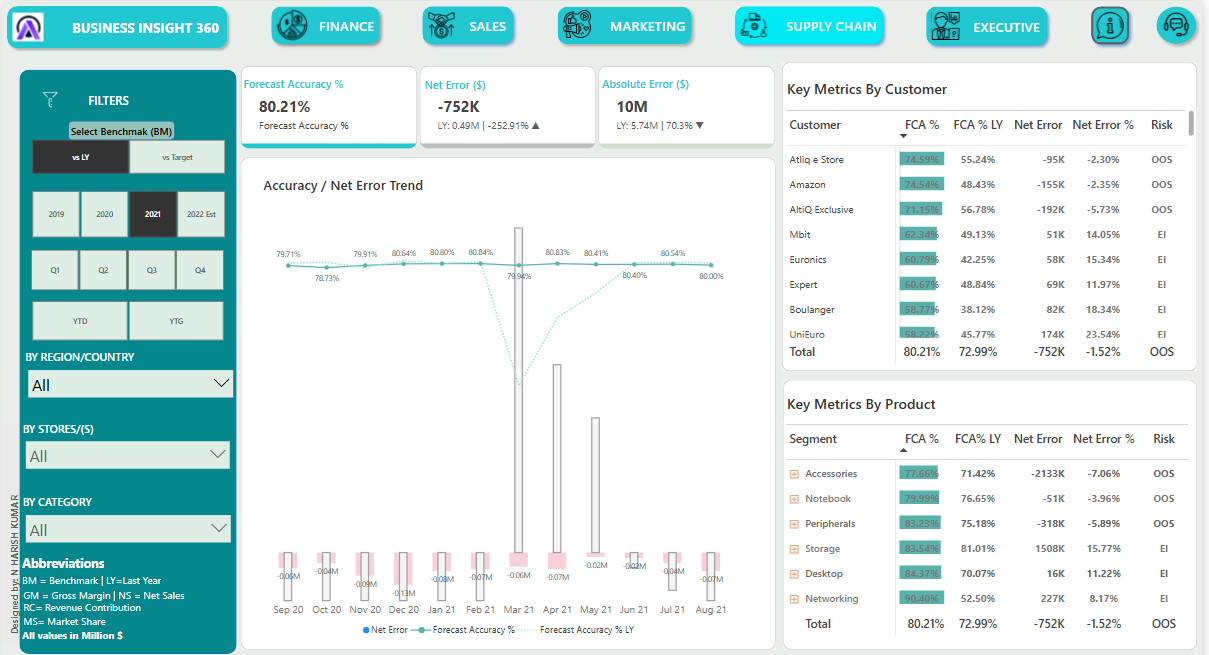 BUSINESS INSIGHT 360
FINANCE
SALES
MARKETING
SUPPLY CHAIN
EXECUTIVE
FILTERS
Select Benchmak (BM)
vs LY
vs Target
2019
2020
2021
2022 Est
Q1
Q2
Q3
Q4
YTD
YTG
BY REGION/COUNTRY
All
BY STORES/(S)
All
BY CATEGORY
All
Abbreviations
BM = Benchmark | LY=Last Year
GM = Gross Margin | NS = Net Sales
RC= Revenue Contribution
MS= Market Share
All values in Million $
Designed by: N HARISH KUMAR
Forecast Accuracy %
80.21%
Forecast Accuracy %
Net Error ($)
-752K
LY: 0.49M | -252.91% ▲
Absolute Error ($)
10M
LY: 5.74M | 70.3% ▼
Accuracy / Net Error Trend
79.71%
78.73%
79.91%
80.64%
80.80%
80.84%
79.94%
80.83%
80.41%
80.40%
80.54%
80.00%
-0.06M
-0.04M
-0.09M
-0.13M
-0.08M
-0.07M
-0.06M
-0.07M
-0.02M
-0.02M
-0.04M
-0.07M
Sep 20 Oct 20 Nov 20 Dec 20 Jan 21 Feb 21 Mar 21 Apr 21 May 21 Jun 21 Jul 21 Aug 21
Net Error Forecast Accuracy % Forecast Accuracy % LY
Key Metrics By Customer
Customer FCA % FCA % LY Net Error Net Error % Risk
Atliq e Store 74.59% 55.24% -95K -2.30% OOS
Amazon 74.54% 48.43% -155K -2.35% OOS
AltiQ Exclusive 71.15% 56.78% -192K -5.73% OOS
Mbit 62.34% 49.13% 51K 14.05% EI
Euronics 60.79% 42.25% 58K 15.34% EI
Expert 60.67% 48.84% 69K 11.97% EI
Boulanger 58.77% 38.12% 82K 18.34% EI
UniEuro 58.22% 45.77% 174K 23.54% EI
Total 80.21% 72.99% -752K -1.52% OOS
Key Metrics By Product
Segment FCA % FCA% LY Net Error Net Error % Risk
Accessories 77.66% 71.42% -2133K -7.06% OOS
Notebook 79.99% 76.65% -51K -3.96% OOS
Peripherals 83.23% 75.18% -318K -5.89% OOS
Storage 83.54% 81.01% 1508K 15.77% EI
Desktop 84.37% 70.07% 16K 11.22% EI
Networking 90.40% 52.50% 227K 8.17% EI
Total 80.21% 72.99% -752K -1.52% OOS